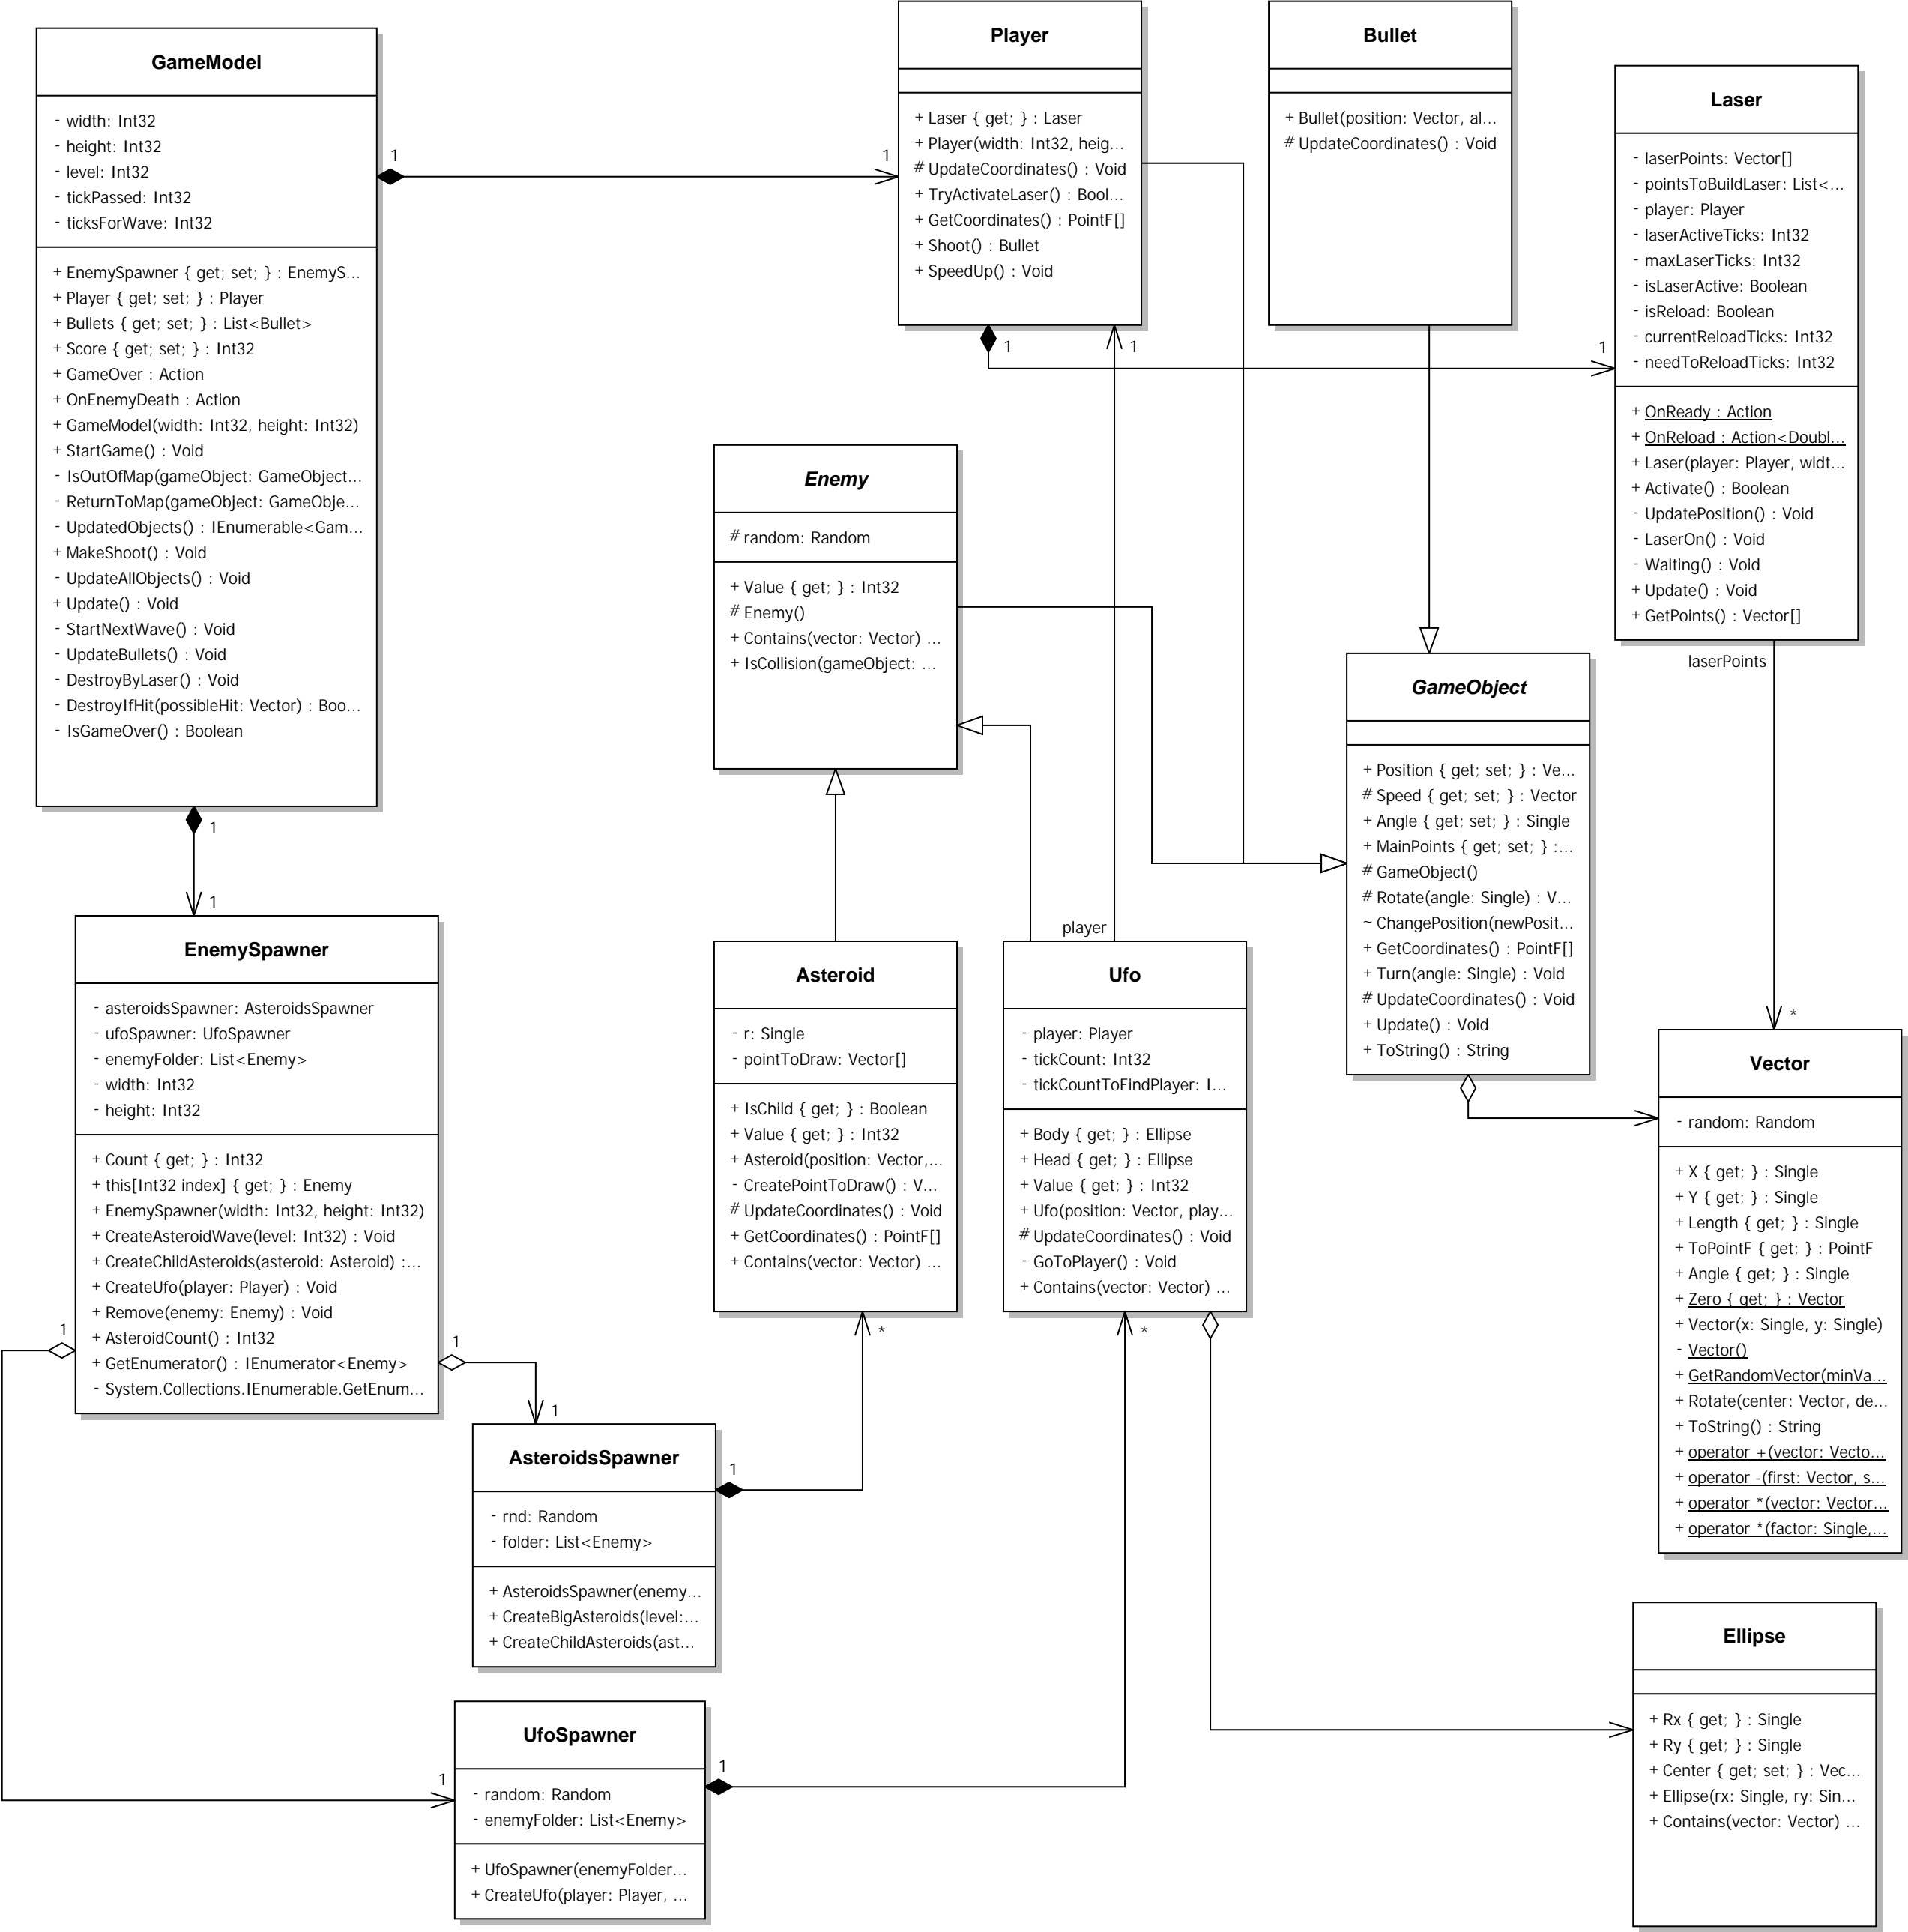 GameModel
- width: Int32
- height: Int32
- level: Int32
- tickPassed: Int32
- ticksForWave: Int32
+ EnemySpawner { get; set; } : EnemyS...
+ Player { get; set; } : Player
+ Bullets { get; set; } : List<Bullet>
+ Score { get; set; } : Int32
+ GameOver : Action
+ OnEnemyDeath : Action
+ GameModel(width: Int32, height: Int32)
+ StartGame() : Void
- IsOutOfMap(gameObject: GameObject...
- ReturnToMap(gameObject: GameObje...
- UpdatedObjects() : IEnumerable<Gam...
+ MakeShoot() : Void
- UpdateAllObjects() : Void
+ Update() : Void
- StartNextWave() : Void
- UpdateBullets() : Void
- DestroyByLaser() : Void
- DestroyIfHit(possibleHit: Vector) : Boo...
- IsGameOver() : Boolean
1
1
Player
+ Laser { get; } : Laser
+ Player(width: Int32, heig...
# UpdateCoordinates() : Void
+ TryActivateLaser() : Bool...
+ GetCoordinates() : PointF[]
+ Shoot() : Bullet
+ SpeedUp() : Void
1
1
1
Bullet
+ Bullet(position: Vector, al...
# UpdateCoordinates() : Void
Laser
- laserPoints: Vector[]
- pointsToBuildLaser: List<...
- player: Player
- laserActiveTicks: Int32
- maxLaserTicks: Int32
- isLaserActive: Boolean
- isReload: Boolean
- currentReloadTicks: Int32
- needToReloadTicks: Int32
+ OnReady : Action
+ OnReload : Action<Doubl...
+ Laser(player: Player, widt...
+ Activate() : Boolean
- UpdatePosition() : Void
- LaserOn() : Void
- Waiting() : Void
+ Update() : Void
+ GetPoints() : Vector[]
laserPoints
*
Enemy
# random: Random
+ Value { get; } : Int32
# Enemy()
+ Contains(vector: Vector) ...
+ IsCollision(gameObject: ...
GameObject
+ Position { get; set; } : Ve...
# Speed { get; set; } : Vector
+ Angle { get; set; } : Single
+ MainPoints { get; set; } :...
# GameObject()
# Rotate(angle: Single) : V...
~ ChangePosition(newPosit...
+ GetCoordinates() : PointF[]
+ Turn(angle: Single) : Void
# UpdateCoordinates() : Void
+ Update() : Void
+ ToString() : String
1
1
EnemySpawner
- asteroidsSpawner: AsteroidsSpawner
- ufoSpawner: UfoSpawner
- enemyFolder: List<Enemy>
- width: Int32
- height: Int32
+ Count { get; } : Int32
+ this[Int32 index] { get; } : Enemy
+ EnemySpawner(width: Int32, height: Int32)
+ CreateAsteroidWave(level: Int32) : Void
+ CreateChildAsteroids(asteroid: Asteroid) :...
+ CreateUfo(player: Player) : Void
+ Remove(enemy: Enemy) : Void
+ AsteroidCount() : Int32
+ GetEnumerator() : IEnumerator<Enemy>
- System.Collections.IEnumerable.GetEnum...
1
1
1
Asteroid
- r: Single
- pointToDraw: Vector[]
+ IsChild { get; } : Boolean
+ Value { get; } : Int32
+ Asteroid(position: Vector,...
- CreatePointToDraw() : V...
# UpdateCoordinates() : Void
+ GetCoordinates() : PointF[]
+ Contains(vector: Vector) ...
*
player
Ufo
- player: Player
- tickCount: Int32
- tickCountToFindPlayer: I...
+ Body { get; } : Ellipse
+ Head { get; } : Ellipse
+ Value { get; } : Int32
+ Ufo(position: Vector, play...
# UpdateCoordinates() : Void
- GoToPlayer() : Void
+ Contains(vector: Vector) ...
*
Vector
- random: Random
+ X { get; } : Single
+ Y { get; } : Single
+ Length { get; } : Single
+ ToPointF { get; } : PointF
+ Angle { get; } : Single
+ Zero { get; } : Vector
+ Vector(x: Single, y: Single)
- Vector()
+ GetRandomVector(minVa...
+ Rotate(center: Vector, de...
+ ToString() : String
+ operator +(vector: Vecto...
+ operator -(first: Vector, s...
+ operator *(vector: Vector...
+ operator *(factor: Single,...
AsteroidsSpawner
- rnd: Random
- folder: List<Enemy>
+ AsteroidsSpawner(enemy...
+ CreateBigAsteroids(level:...
+ CreateChildAsteroids(ast...
1
1
UfoSpawner
- random: Random
- enemyFolder: List<Enemy>
+ UfoSpawner(enemyFolder...
+ CreateUfo(player: Player, ...
1
Ellipse
+ Rx { get; } : Single
+ Ry { get; } : Single
+ Center { get; set; } : Vec...
+ Ellipse(rx: Single, ry: Sin...
+ Contains(vector: Vector) ...